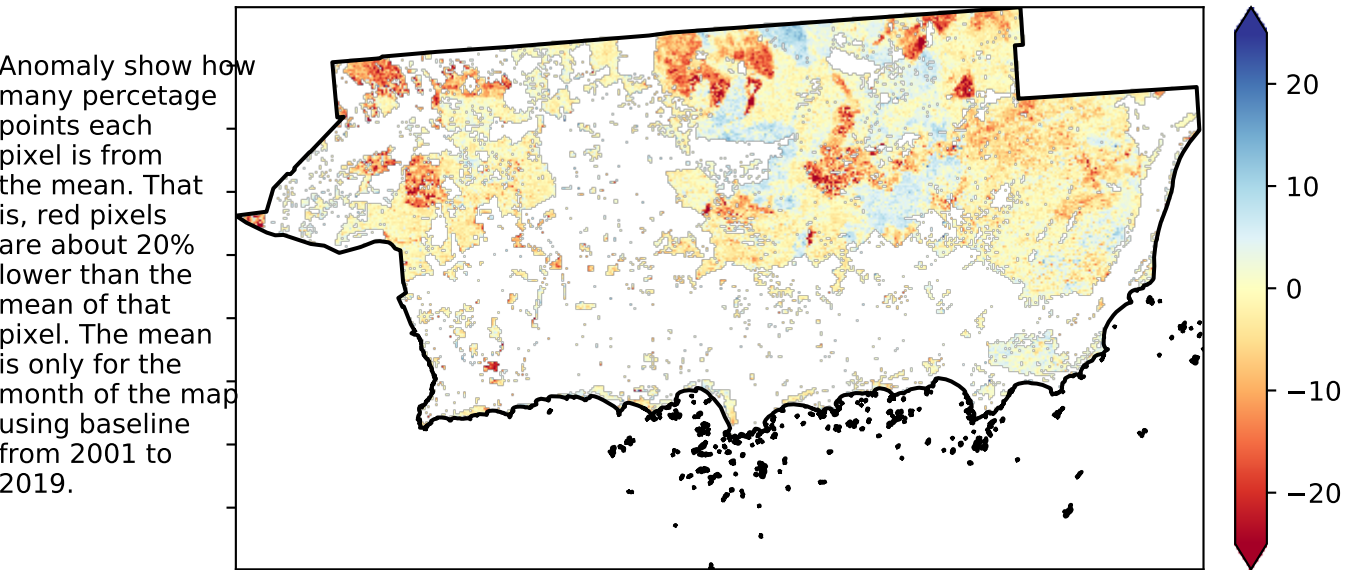 Anomaly show how
many percetage
points each
pixel is from
the mean. That
is, red pixels
are about 20%
lower than the
mean of that
pixel. The mean
is only for the
month of the map
using baseline
from 2001 to
2019.
20
10
0
−10
−20